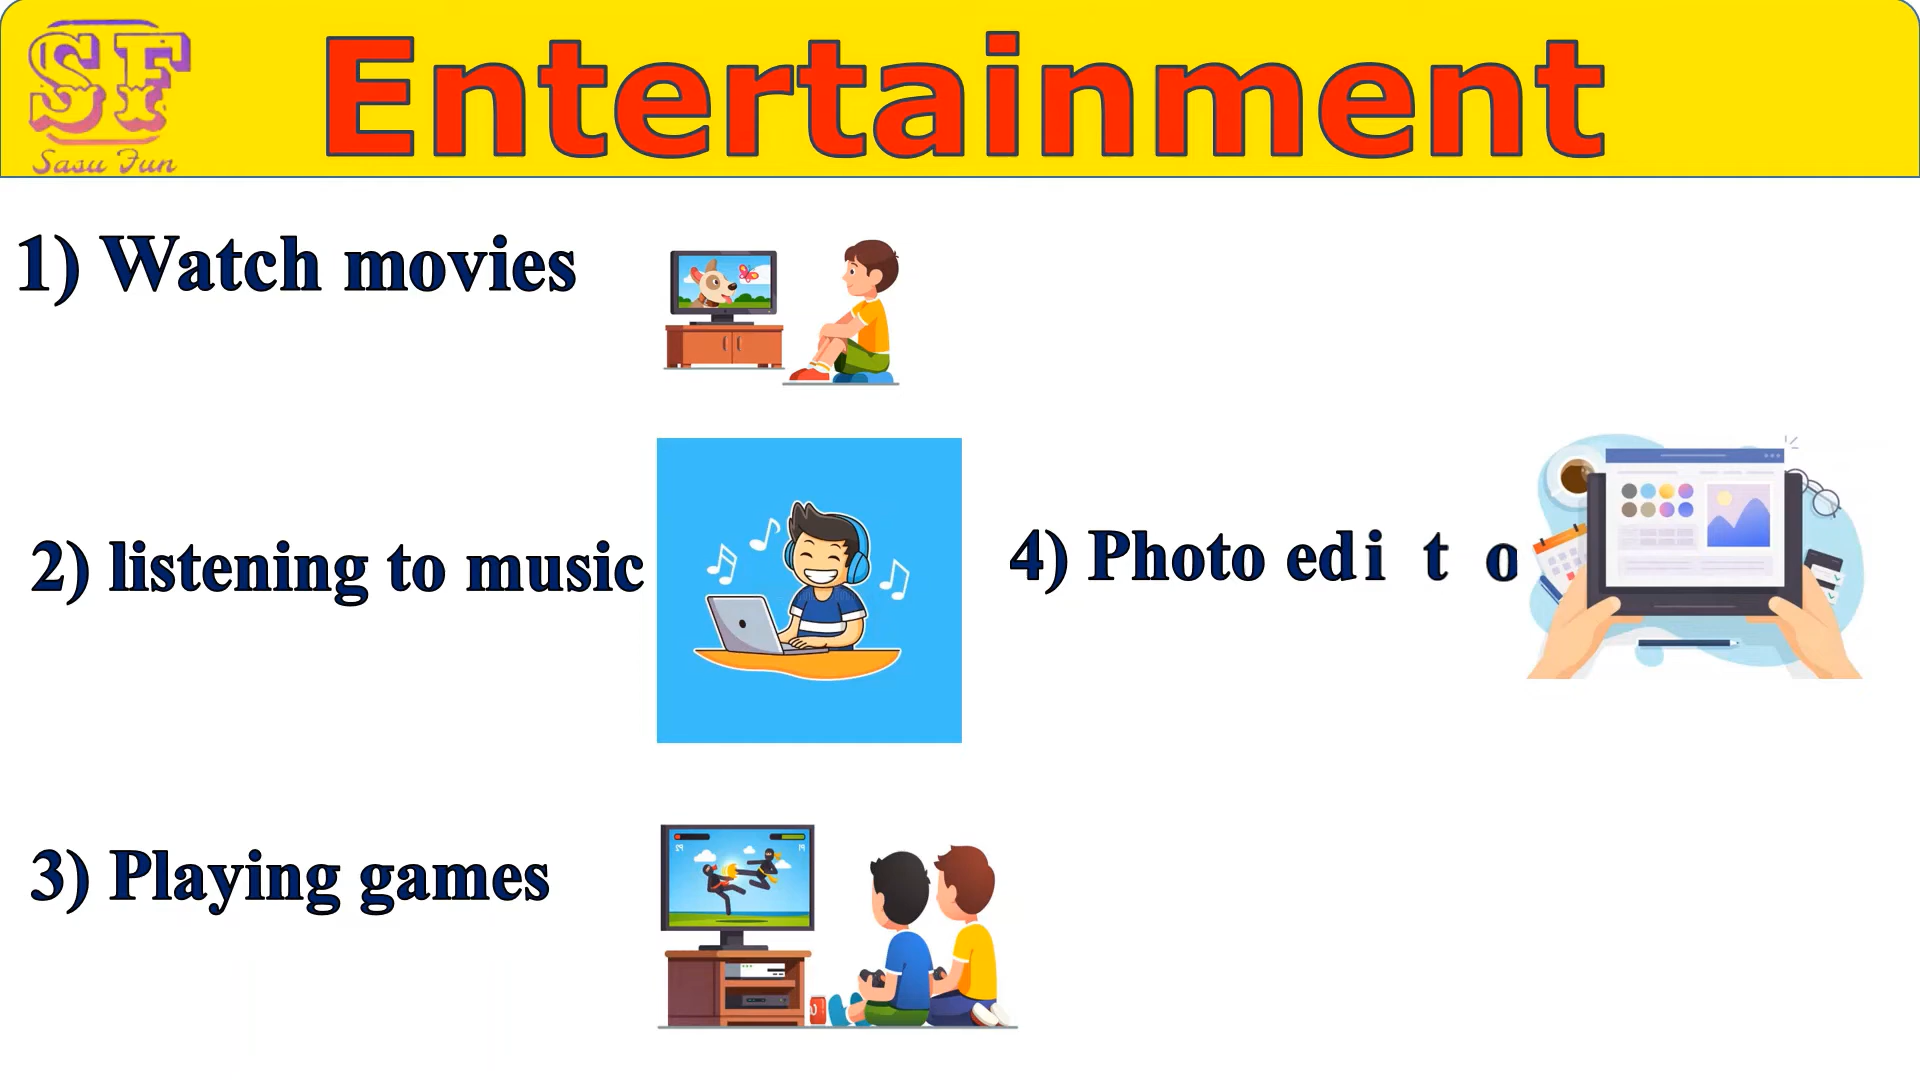 SF
Sasu Fun
Entertainment
1) Watch movies
2) listening to music
4) Photo edi t o
3) Playing games